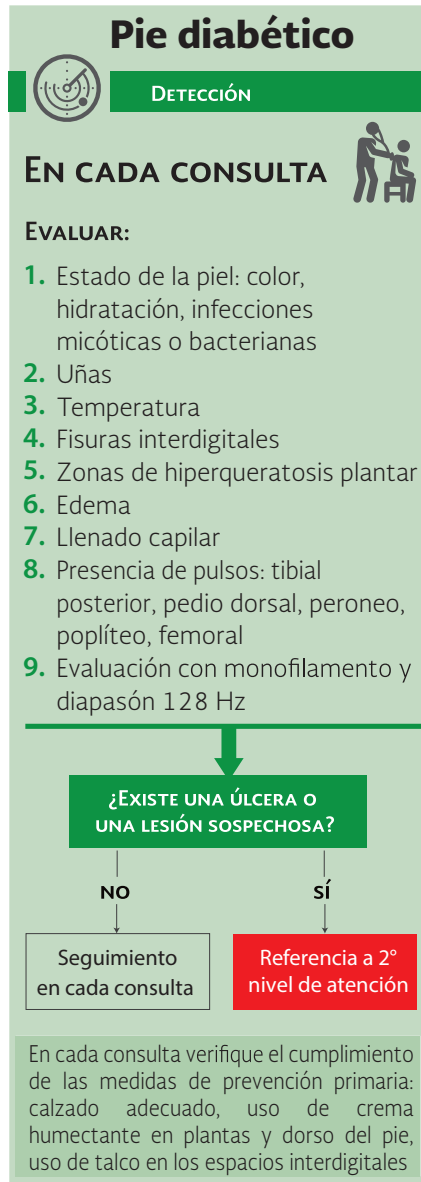 Pie diabético
Detección
En cada consulta
Evaluar:
1. Estado de la piel: color,
hidratación, infecciones
micóticas o bacterianas
2. Uñas
3. Temperatura
4. Fisuras interdigitales
5. Zonas de hiperqueratosis plantar
6. Edema
7. Llenado capilar
8. Presencia de pulsos: tibial
posterior, pedio dorsal, peroneo,
poplíteo, femoral
9. Evaluación con monofilamento y
diapasón 128 Hz
¿Existe una úlcera o
una lesión sospechosa?
NO
SÍ
Seguimiento
en cada consulta
Referencia a 2°
nivel de atención
En cada consulta verifique el cumplimiento
de las medidas de prevención primaria:
calzado adecuado, uso de crema
humectante en plantas y dorso del pie,
uso de talco en los espacios interdigitales